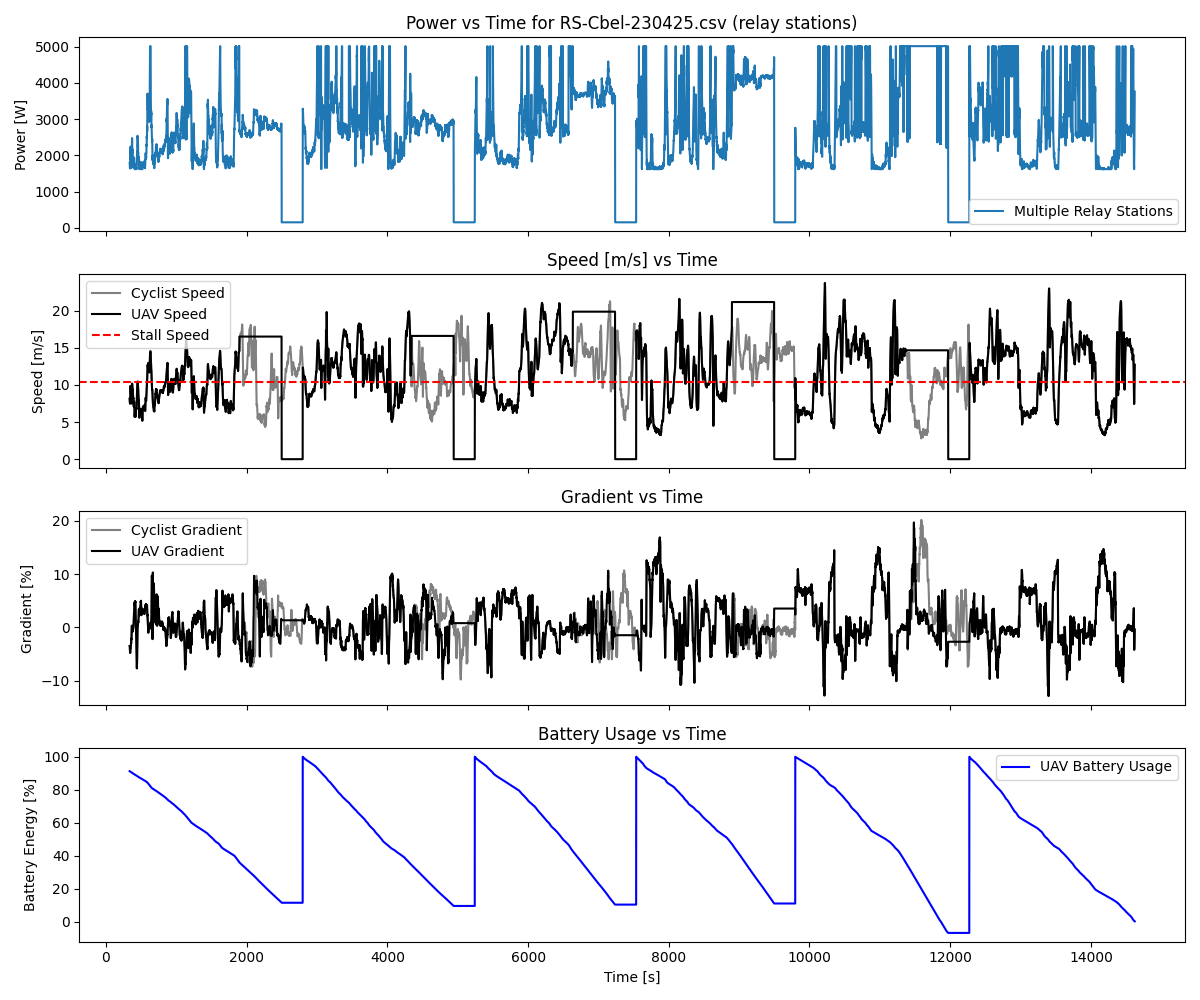 Power vs Time for RS-Cbel-230425.csv (relay stations)
5000
4000
3000
2000
1000
0
Power [W]
Multiple Relay Stations
Speed [m/s] vs Time
20
15
10
5
0
Speed [m/s]
Cyclist Speed
UAV Speed
Stall Speed
Gradient vs Time
20
10
0
−10
Gradient [%]
Cyclist Gradient
UAV Gradient
Battery Usage vs Time
100
80
60
40
20
0
Battery Energy [%]
UAV Battery Usage
0 2000 4000 6000 8000 10000 12000 14000
Time [s]